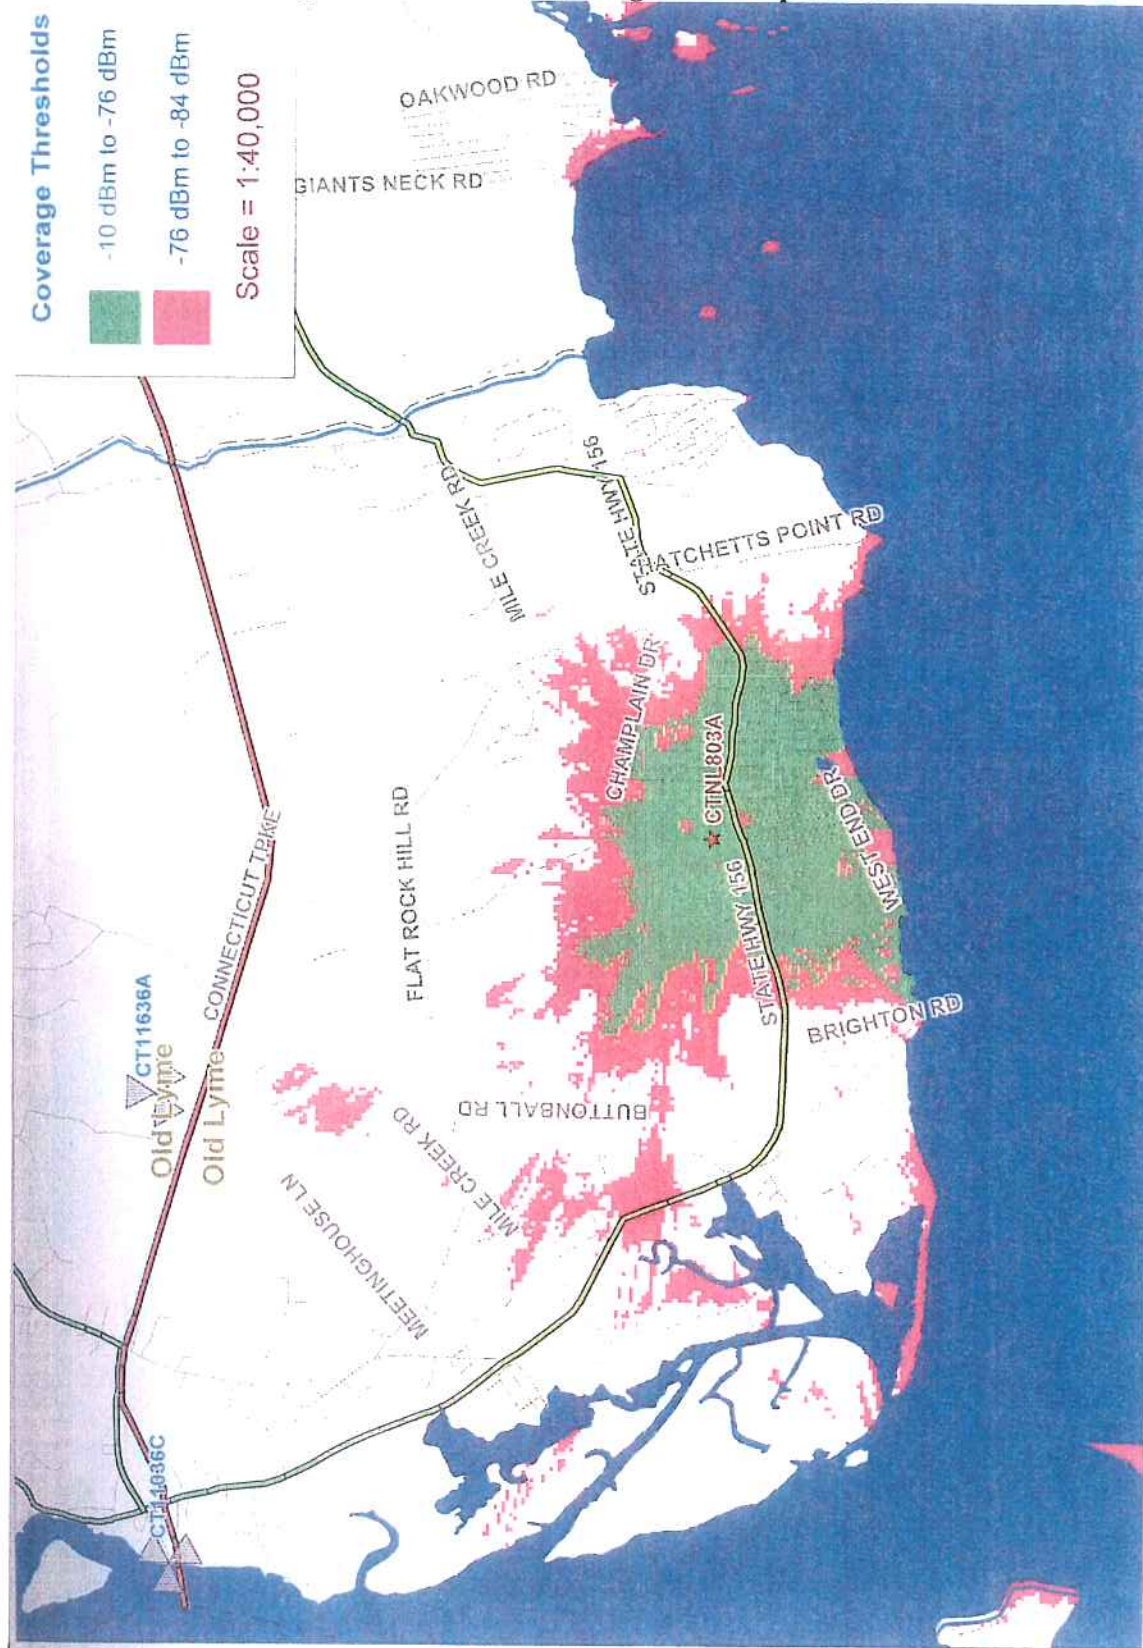 Coverage Thresholds
-10 dBm to -76 dBm
-76 dBm to -84 dBm
Scale = 1:40,000
OAKWOOD RD
GIANTS NECK RD
MILE CREEK RD
STATE HWY 156
HATCHETTS POINT RD
CHAMPLAIN DR
CTNL803A
WEST END DR
STATE HWY 156
BRIGHTON RD
CONNECTICUT TPKE
FLAT ROCK HILL RD
CT11636A
Old Lyme
Old Lyme
BUTTONBALL RD
MILE CREEK RD
MEETINGHOUSE LN